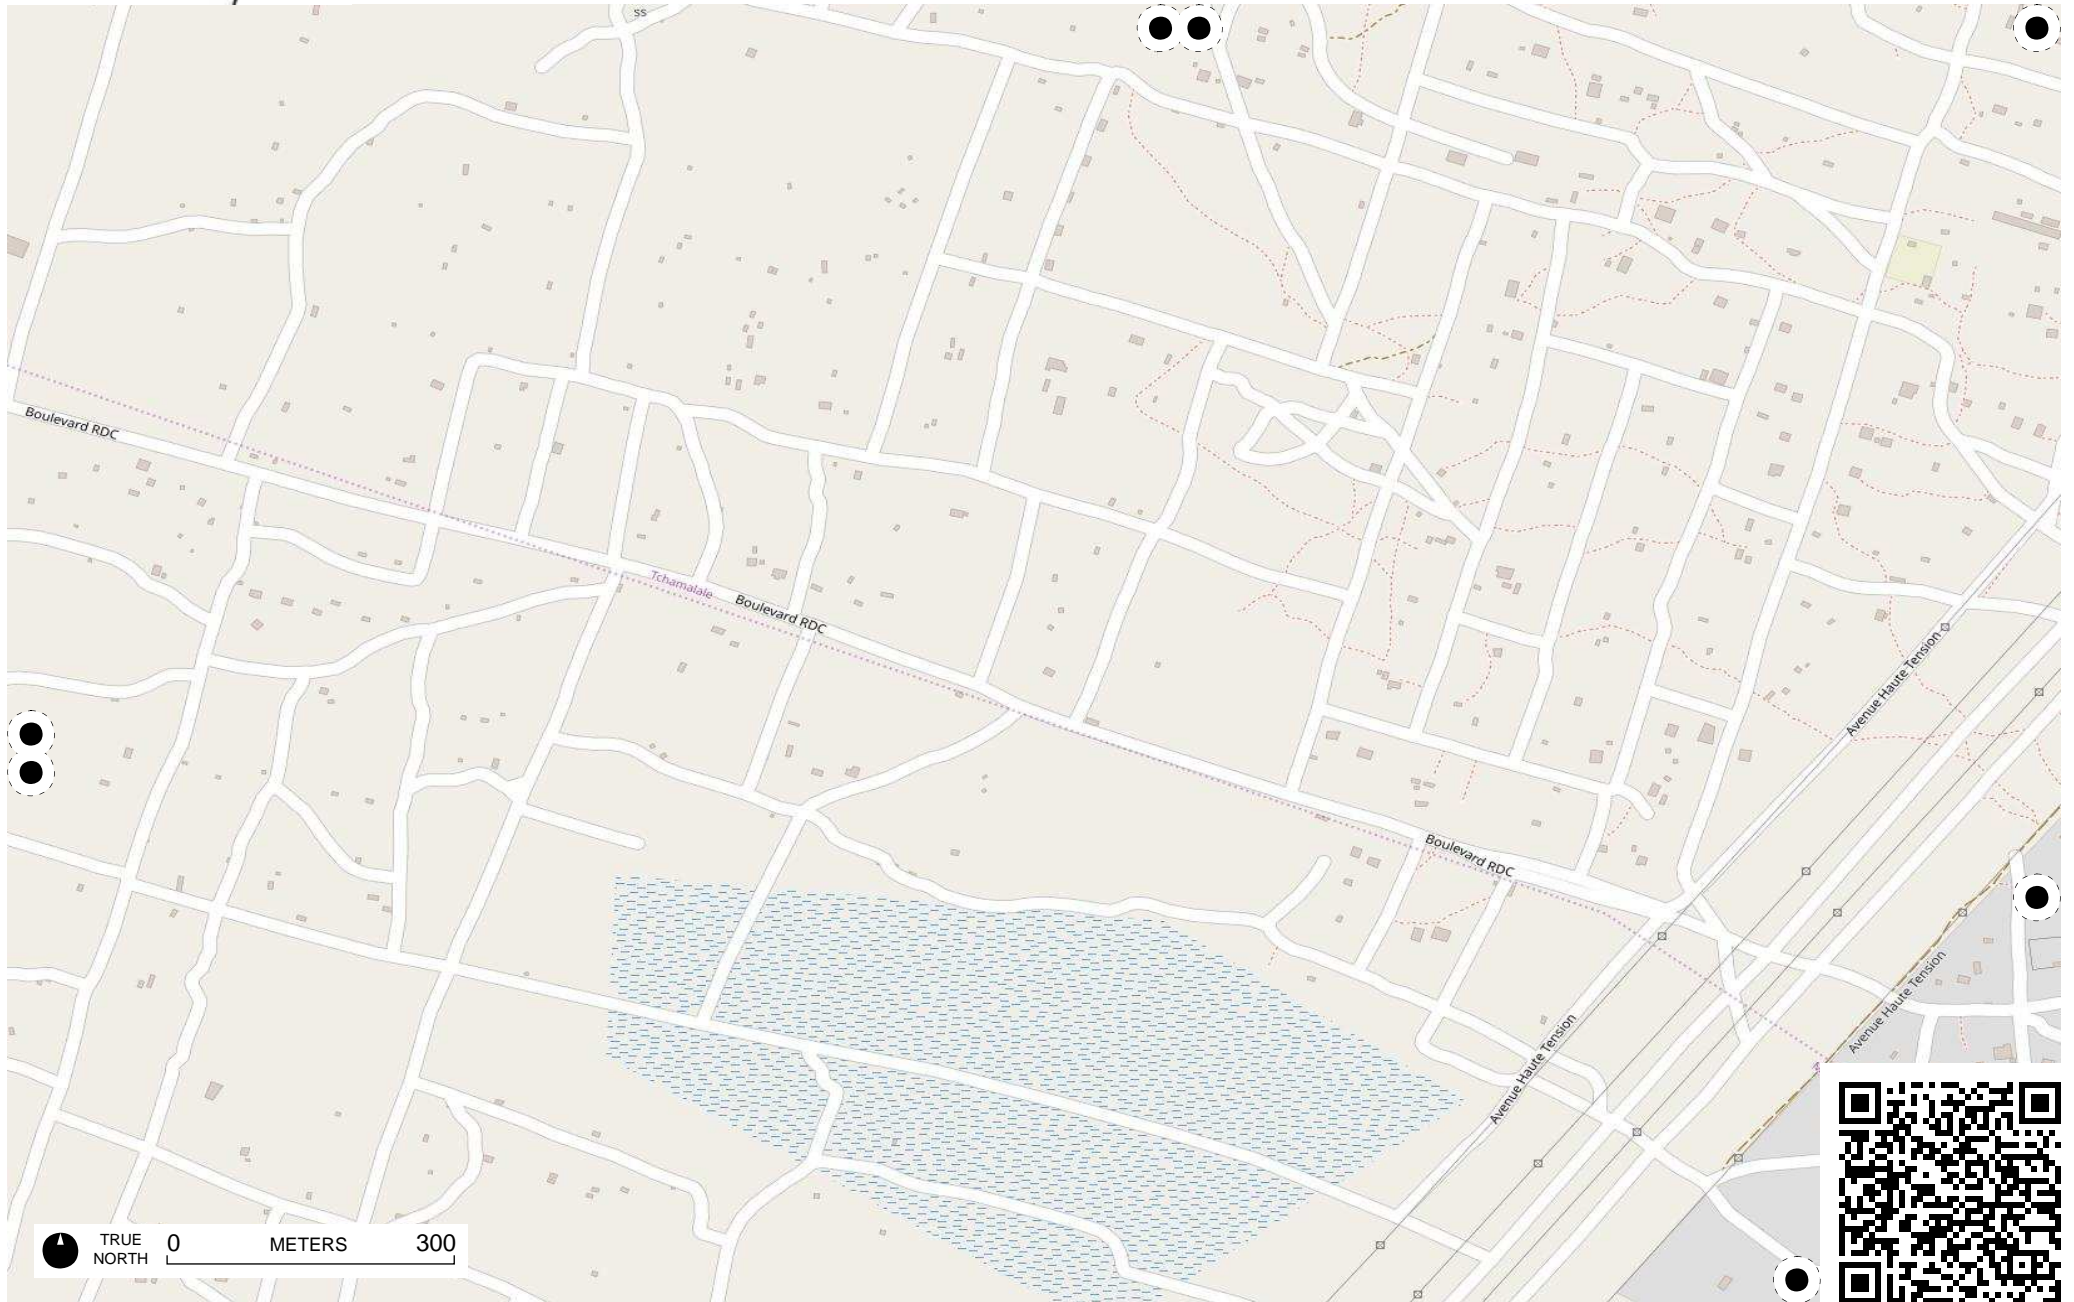 ss
Boulevard RDC
Tchamalale
Boulevard RDC
Avenue Haute Tension
Boulevard RDC
Avenue Haute Tension
Avenue Haute Tension
TRUE
NORTH
0 METERS 300